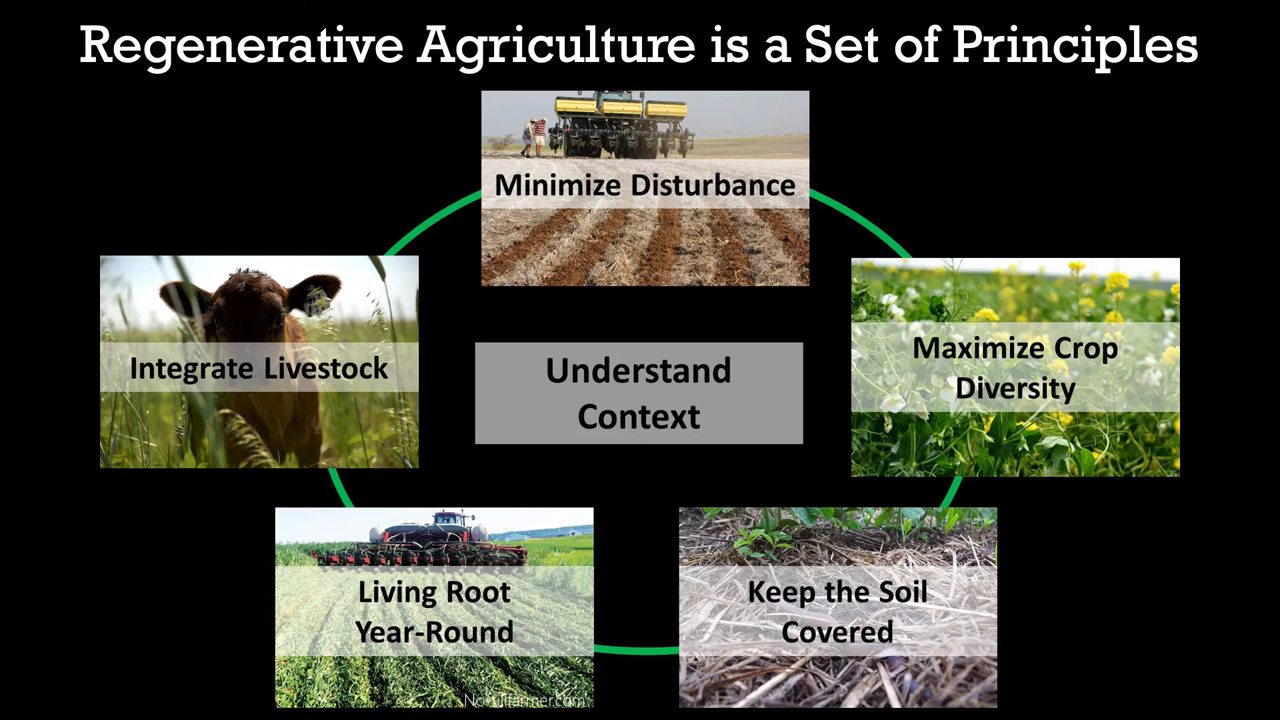 Regenerative Agriculture is a Set of Principles
Minimize Disturbance
Integrate Livestock
Understand
Context
Maximize Crop
Diversity
Living Root
Year-Round
Keep the Soil
Covered